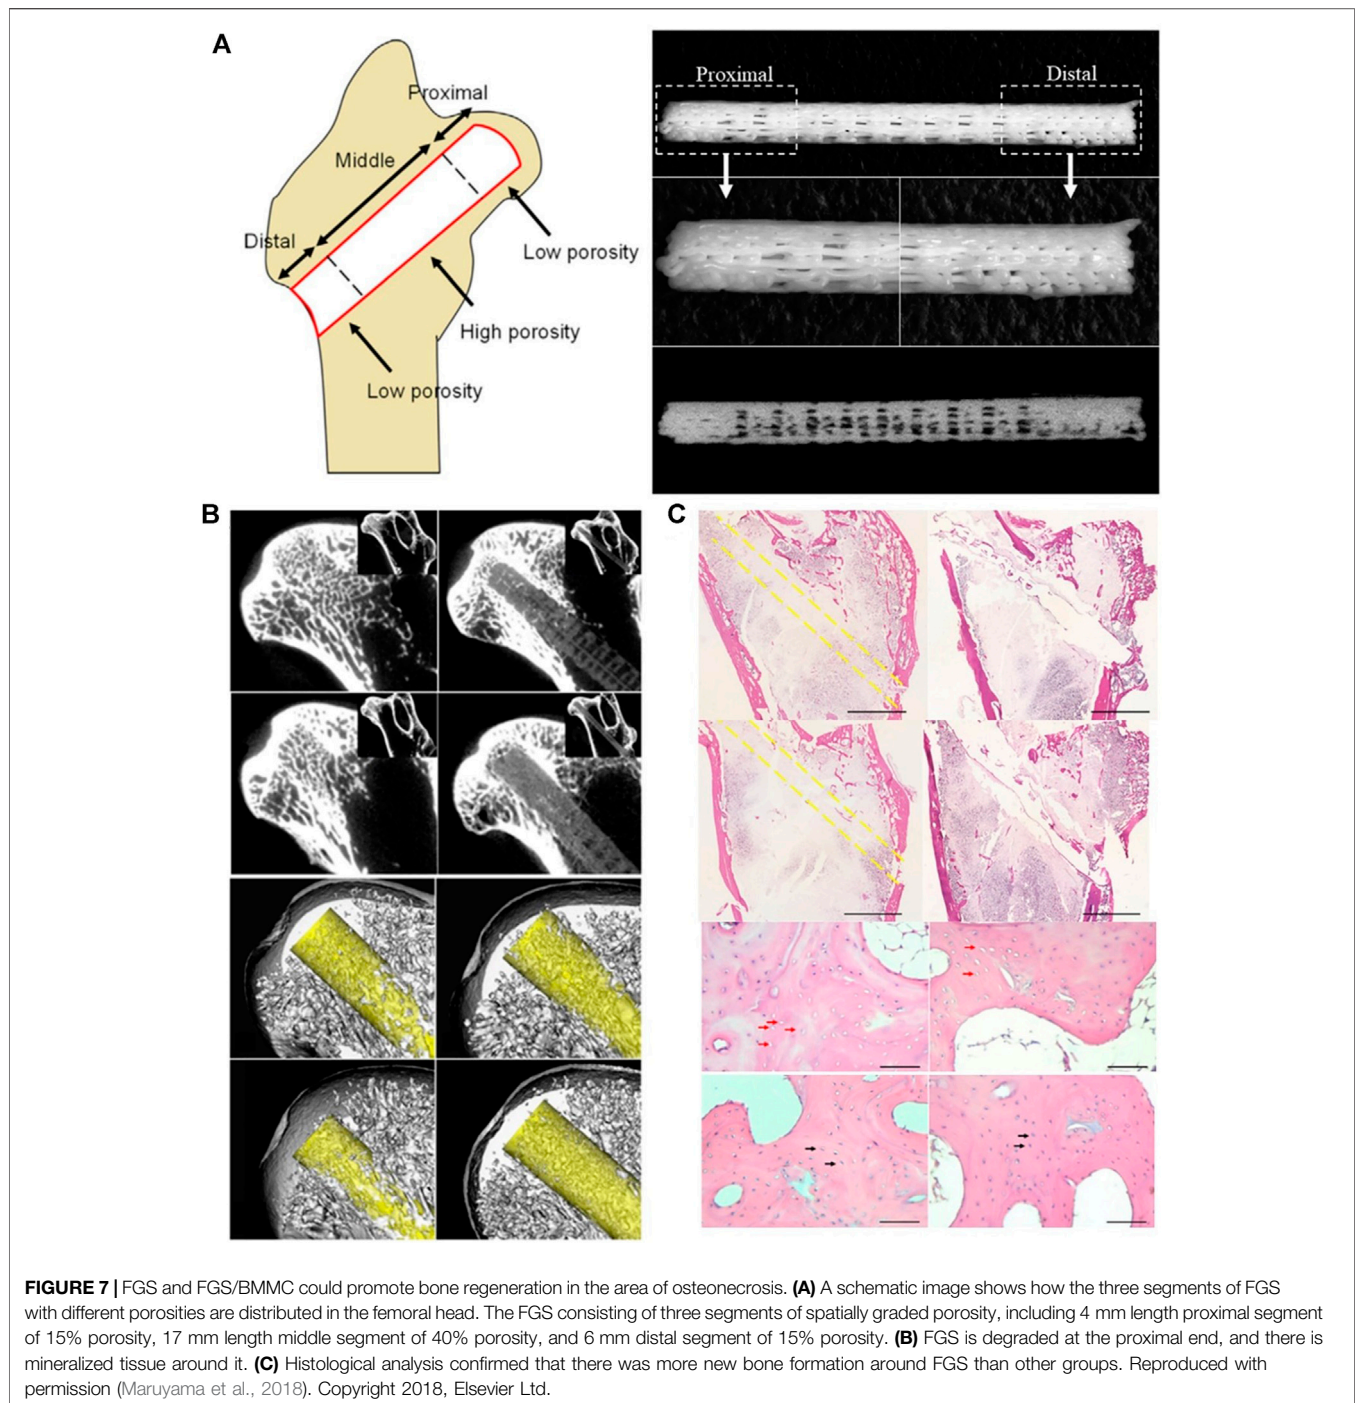 A
Proximal
Middle
Distal
Low porosity
High porosity
Low porosity
Proximal
Distal
B
C
FIGURE 7 | FGS and FGS/BMMC could promote bone regeneration in the area of osteonecrosis. (A) A schematic image shows how the three segments of FGS
with different porosities are distributed in the femoral head. The FGS consisting of three segments of spatially graded porosity, including 4 mm length proximal segment
of 15% porosity, 17 mm length middle segment of 40% porosity, and 6 mm distal segment of 15% porosity. (B) FGS is degraded at the proximal end, and there is
mineralized tissue around it. (C) Histological analysis confirmed that there was more new bone formation around FGS than other groups. Reproduced with
permission (Maruyama et al., 2018). Copyright 2018, Elsevier Ltd.